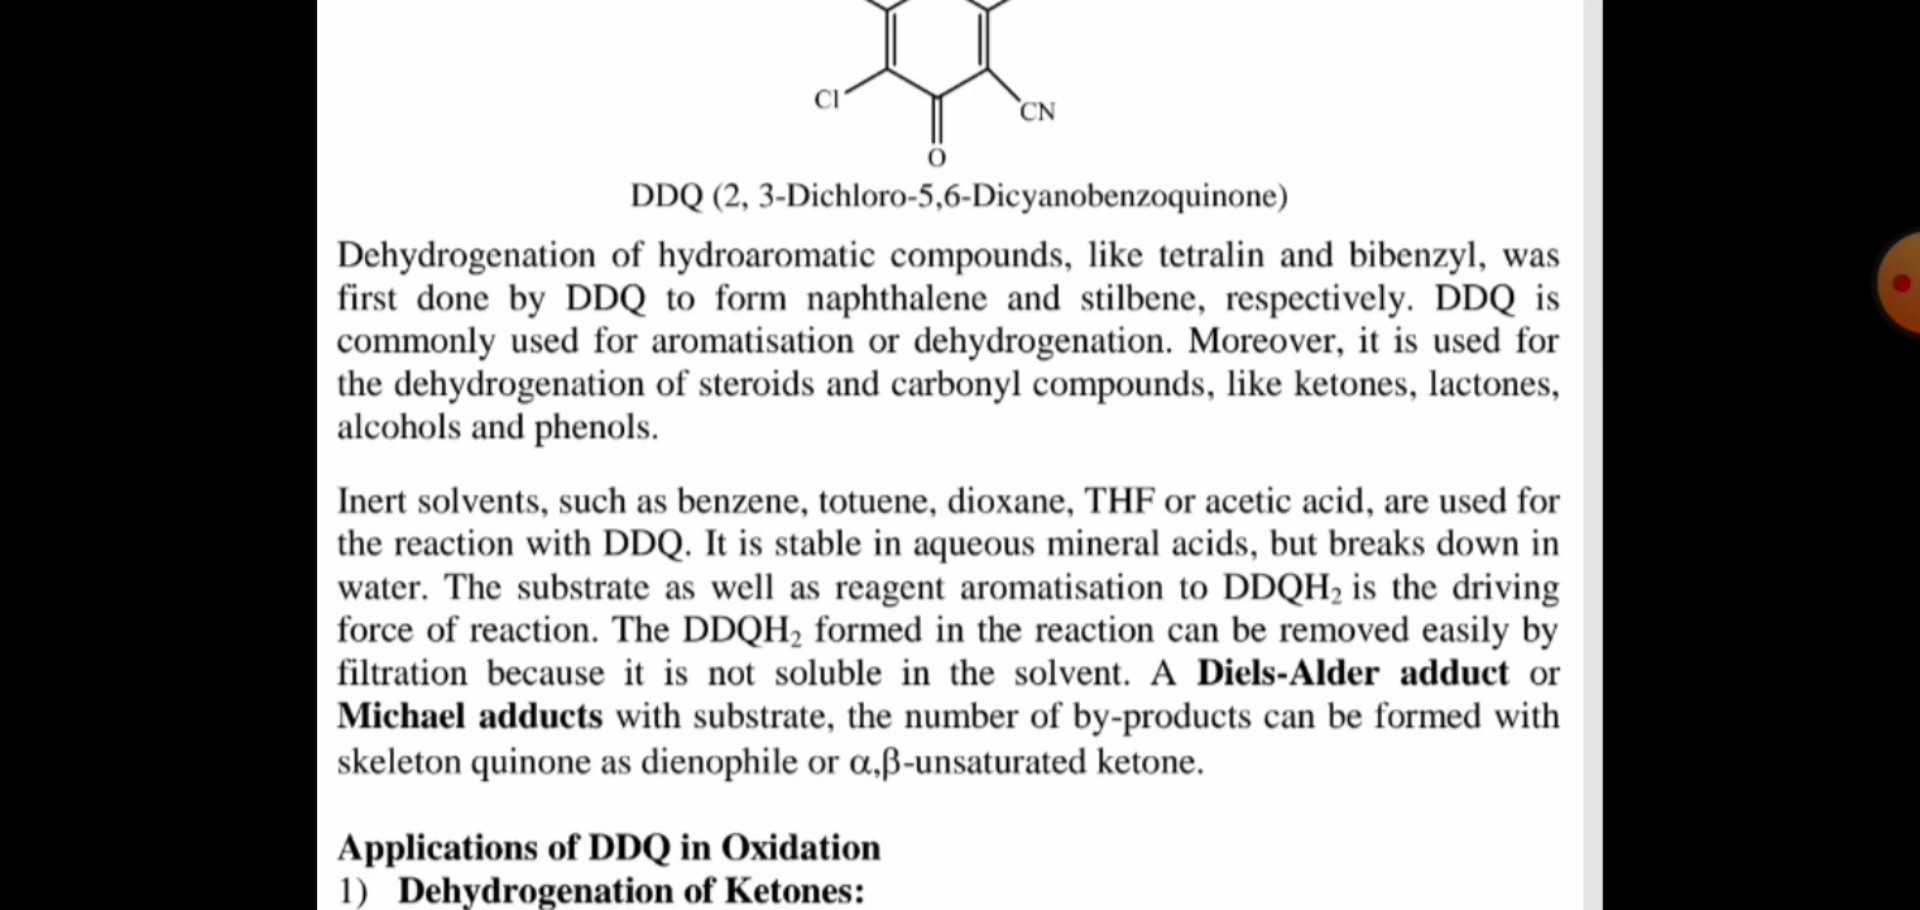 Cl
CN
O
DDQ (2, 3-Dichloro-5,6-Dicyanobenzoquinone)
Dehydrogenation of hydroaromatic compounds, like tetralin and bibenzyl, was
first done by DDQ to form naphthalene and stilbene, respectively. DDQ is
commonly used for aromatisation or dehydrogenation. Moreover, it is used for
the dehydrogenation of steroids and carbonyl compounds, like ketones, lactones,
alcohols and phenols.
Inert solvents, such as benzene, totuene, dioxane, THF or acetic acid, are used for
the reaction with DDQ. It is stable in aqueous mineral acids, but breaks down in
water. The substrate as well as reagent aromatisation to DDQH₂ is the driving
force of reaction. The DDQH₂ formed in the reaction can be removed easily by
filtration because it is not soluble in the solvent. A Diels-Alder adduct or
Michael adducts with substrate, the number of by-products can be formed with
skeleton quinone as dienophile or α,β-unsaturated ketone.
Applications of DDQ in Oxidation
1) Dehydrogenation of Ketones: